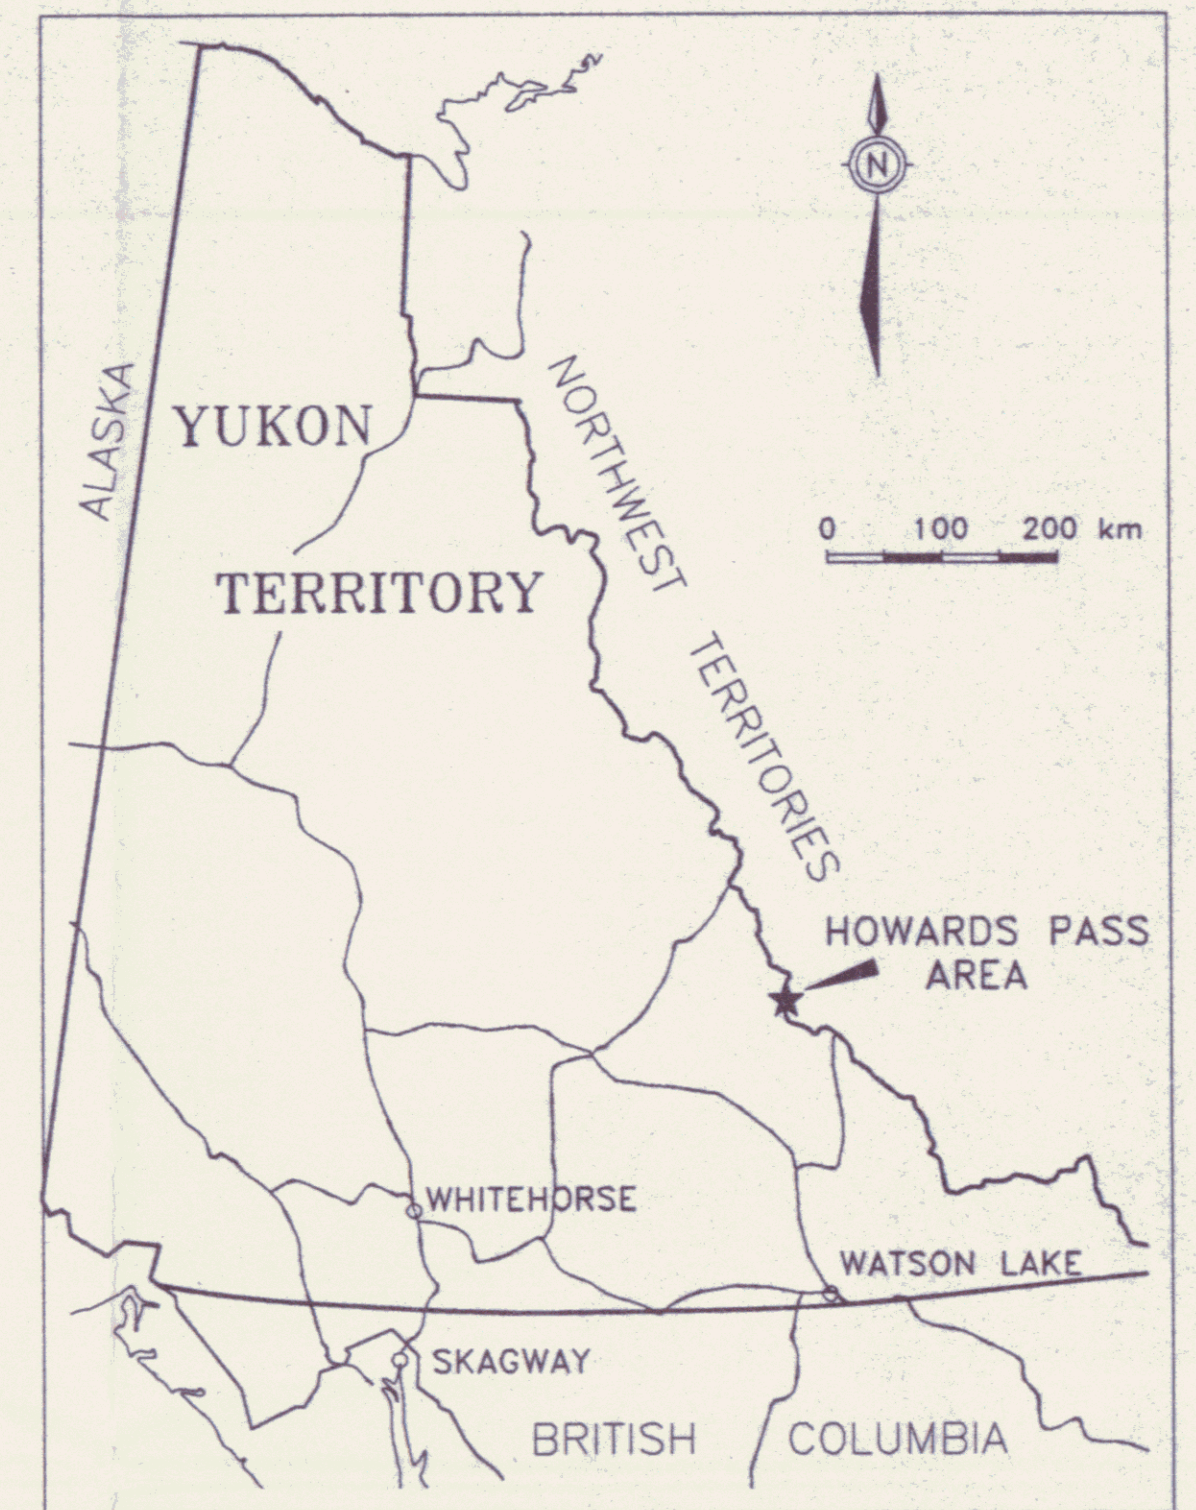 N
ALASKA
YUKON
TERRITORY
NORTHWEST TERRITORIES
0 100 200 km
HOWARDS PASS
AREA
WHITEHORSE
WATSON LAKE
SKAGWAY
BRITISH COLUMBIA